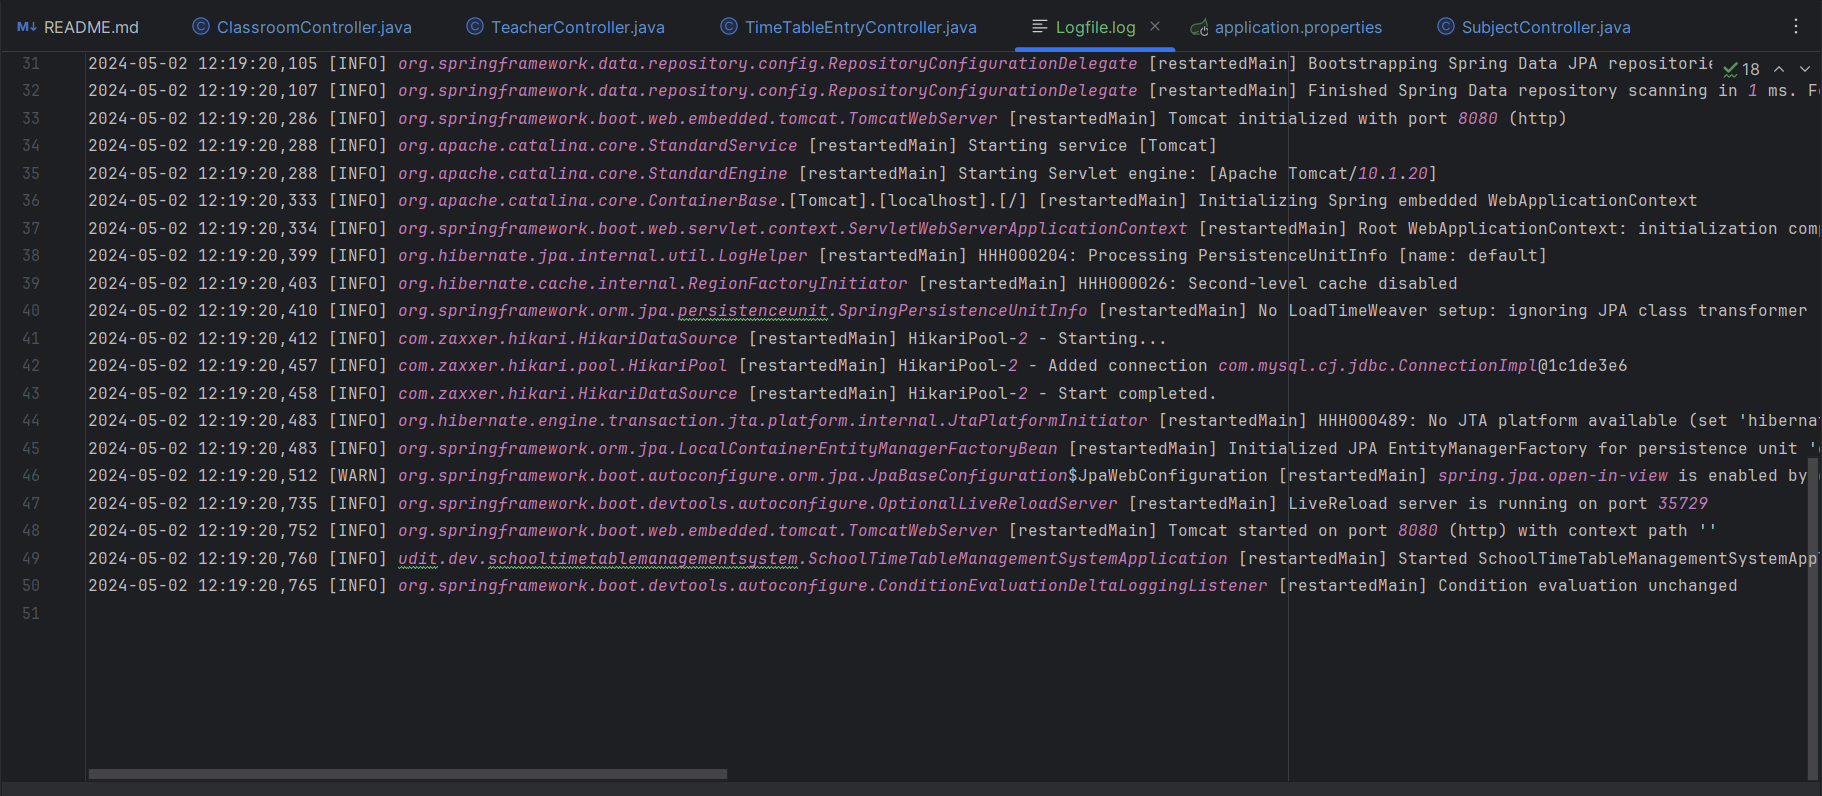 M↓ README.md ClassroomController.java TeacherController.java TimeTableEntryController.java Logfile.log application.properties SubjectController.java
31 2024-05-02 12:19:20,105 [INFO] org.springframework.data.repository.config.RepositoryConfigurationDelegate [restartedMain] Bootstrapping Spring Data JPA repositorie 18
32 2024-05-02 12:19:20,107 [INFO] org.springframework.data.repository.config.RepositoryConfigurationDelegate [restartedMain] Finished Spring Data repository scanning in 1 ms. F
33 2024-05-02 12:19:20,286 [INFO] org.springframework.boot.web.embedded.tomcat.TomcatWebServer [restartedMain] Tomcat initialized with port 8080 (http)
34 2024-05-02 12:19:20,288 [INFO] org.apache.catalina.core.StandardService [restartedMain] Starting service [Tomcat]
35 2024-05-02 12:19:20,288 [INFO] org.apache.catalina.core.StandardEngine [restartedMain] Starting Servlet engine: [Apache Tomcat/10.1.20]
36 2024-05-02 12:19:20,333 [INFO] org.apache.catalina.core.ContainerBase.[Tomcat].[localhost].[/] [restartedMain] Initializing Spring embedded WebApplicationContext
37 2024-05-02 12:19:20,334 [INFO] org.springframework.boot.web.servlet.context.ServletWebServerApplicationContext [restartedMain] Root WebApplicationContext: initialization com
38 2024-05-02 12:19:20,399 [INFO] org.hibernate.jpa.internal.util.LogHelper [restartedMain] HHH000204: Processing PersistenceUnitInfo [name: default]
39 2024-05-02 12:19:20,403 [INFO] org.hibernate.cache.internal.RegionFactoryInitiator [restartedMain] HHH000026: Second-level cache disabled
40 2024-05-02 12:19:20,410 [INFO] org.springframework.orm.jpa.persistenceunit.SpringPersistenceUnitInfo [restartedMain] No LoadTimeWeaver setup: ignoring JPA class transformer
41 2024-05-02 12:19:20,412 [INFO] com.zaxxer.hikari.HikariDataSource [restartedMain] HikariPool-2 - Starting...
42 2024-05-02 12:19:20,457 [INFO] com.zaxxer.hikari.pool.HikariPool [restartedMain] HikariPool-2 - Added connection com.mysql.cj.jdbc.ConnectionImpl@1c1de3e6
43 2024-05-02 12:19:20,458 [INFO] com.zaxxer.hikari.HikariDataSource [restartedMain] HikariPool-2 - Start completed.
44 2024-05-02 12:19:20,483 [INFO] org.hibernate.engine.transaction.jta.platform.internal.JtaPlatformInitiator [restartedMain] HHH000489: No JTA platform available (set 'hibernat
45 2024-05-02 12:19:20,483 [INFO] org.springframework.orm.jpa.LocalContainerEntityManagerFactoryBean [restartedMain] Initialized JPA EntityManagerFactory for persistence unit '
46 2024-05-02 12:19:20,512 [WARN] org.springframework.boot.autoconfigure.orm.jpa.JpaBaseConfiguration$JpaWebConfiguration [restartedMain] spring.jpa.open-in-view is enabled by
47 2024-05-02 12:19:20,735 [INFO] org.springframework.boot.devtools.autoconfigure.OptionalLiveReloadServer [restartedMain] LiveReload server is running on port 35729
48 2024-05-02 12:19:20,752 [INFO] org.springframework.boot.web.embedded.tomcat.TomcatWebServer [restartedMain] Tomcat started on port 8080 (http) with context path ''
49 2024-05-02 12:19:20,760 [INFO] udit.dev.schooltimetablemanagementsystem.SchoolTimeTableManagementSystemApplication [restartedMain] Started SchoolTimeTableManagementSystemApp
50 2024-05-02 12:19:20,765 [INFO] org.springframework.boot.devtools.autoconfigure.ConditionEvaluationDeltaLoggingListener [restartedMain] Condition evaluation unchanged
51